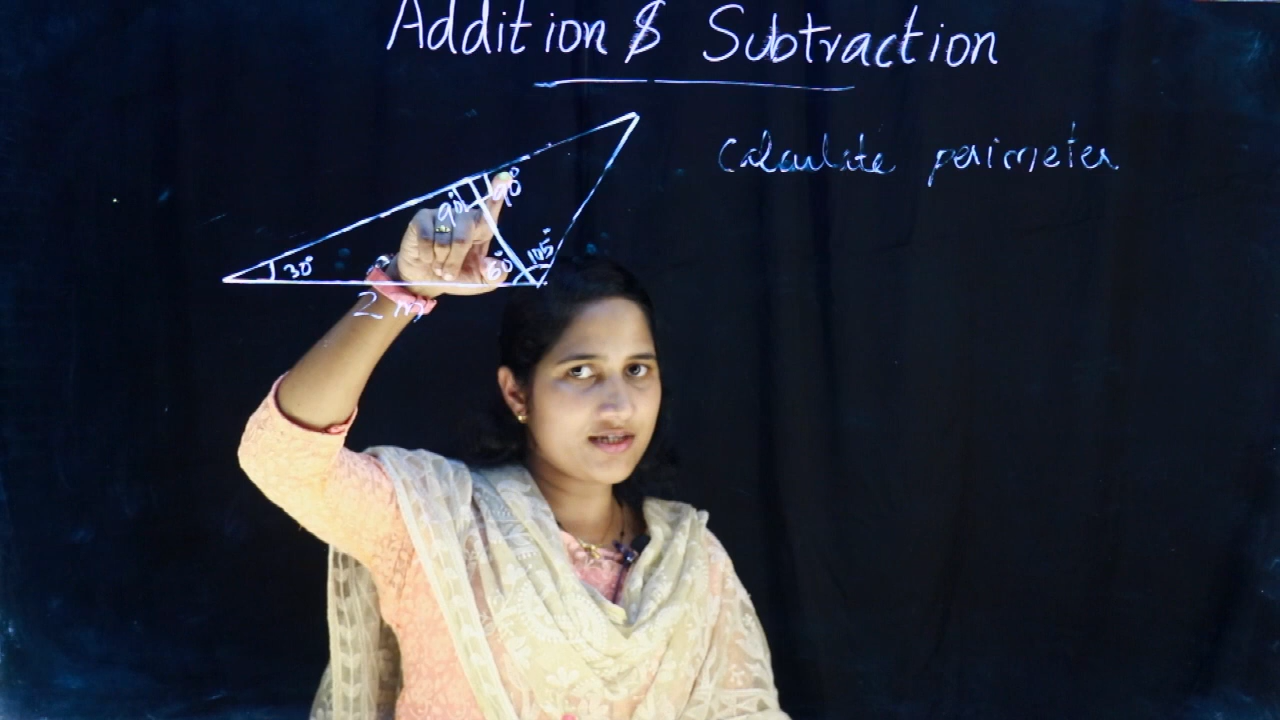 Addition & Subtraction
Calculate perimeter
90° 90°
30° 60° 105°
2 m